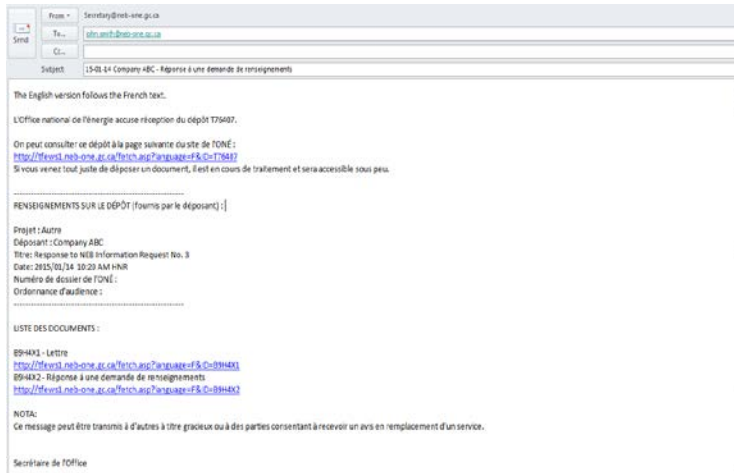 From
Secretary@neb-one.gc.ca
Send
To...
john.smith@neb-one.gc.ca
Cc...
Subject
15-01-14 Company ABC - Réponse à une demande de renseignements
The English version follows the French text.
L'Office national de l'énergie accuse réception du dépôt T76407.
On peut consulter ce dépôt à la page suivante du site de l'ONÉ :
http://tfews1.neb-one.gc.ca/fetch.asp?language=F&ID=T76407
Si vous venez tout juste de déposer un document, il est en cours de traitement et sera accessible sous peu.
------------------------------------------------------------
RENSEIGNEMENTS SUR LE DÉPÔT (fournis par le déposant) :
Projet : Autre
Déposant : Company ABC
Titre: Response to NEB Information Request No. 3
Date: 2015/01/14 10:20 AM HNR
Numéro de dossier de l'ONÉ :
Ordonnance d'audience :
------------------------------------------------------------
LISTE DES DOCUMENTS :
B9H4X1 - Lettre
http://tfews1.neb-one.gc.ca/fetch.asp?language=F&ID=B9H4X1
B9H4X2 - Réponse à une demande de renseignements
http://tfews1.neb-one.gc.ca/fetch.asp?language=F&ID=B9H4X2
NOTA:
Ce message peut être transmis à d'autres à titre gracieux ou à des parties consentant à recevoir un avis en remplacement d'un service.
Secrétaire de l'Office